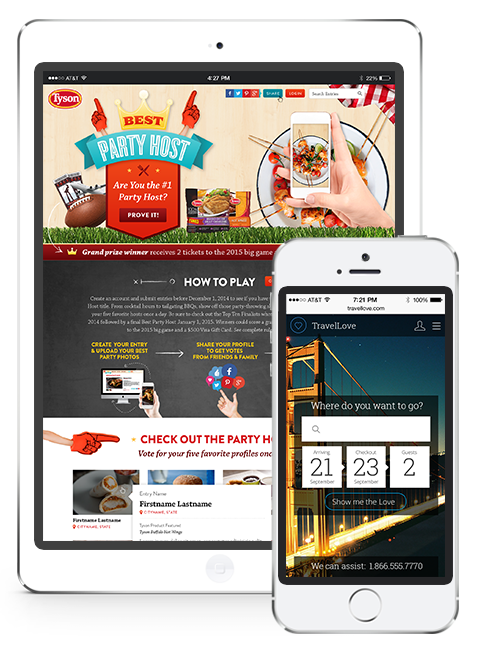 AT&T
4:27 PM
22%
Tyson
SHARE
LOGIN
Search Entries
BEST
PARTY HOST
Are You the #1
Party Host?
PROVE IT!
Grand prize winner receives 2 tickets to the 2015 big game
HOW TO PLAY
Create an account and submit entries before December 1, 2014 to see if you have
Host title. From cocktail hours to tailgating BBQs, show off those party-throwing
your five favorite hosts once a day. Be sure to check out the Top Ten Finalists
2014 followed by a final Best Party Host January 1, 2015. Winners could score a
to the 2015 big game and a $500 Visa Gift Card. See complete
CREATE YOUR ENTRY
& UPLOAD YOUR BEST
PARTY PHOTOS
SHARE YOUR PROFILE
TO GET VOTES
FROM FRIENDS & FAMILY
CHECK OUT THE PARTY HO
Vote for your five favorite profiles onc
Firstname Lastname
CITYNAME, STATE
Entry Name
Firstname Lastname
CITYNAME, STATE
Tyson Product Featured
Tyson Buffalo Hot Wings
AT&T
7:21 PM
100%
travellove.com
TravelLove
Where do you want to go?
Arriving
21
September
Checkout
23
September
Guests
2
Show me the Love
We can assist: 1.866.555.7770